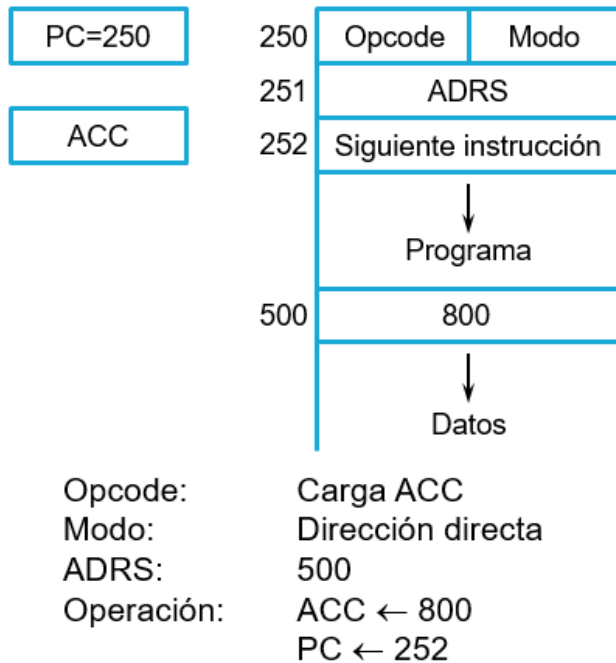 PC=250
250 Opcode Modo
251 ADRS
ACC
252 Siguiente instrucción
Programa
500 800
Datos
Opcode: Carga ACC
Modo: Dirección directa
ADRS: 500
Operación: ACC ← 800
PC ← 252